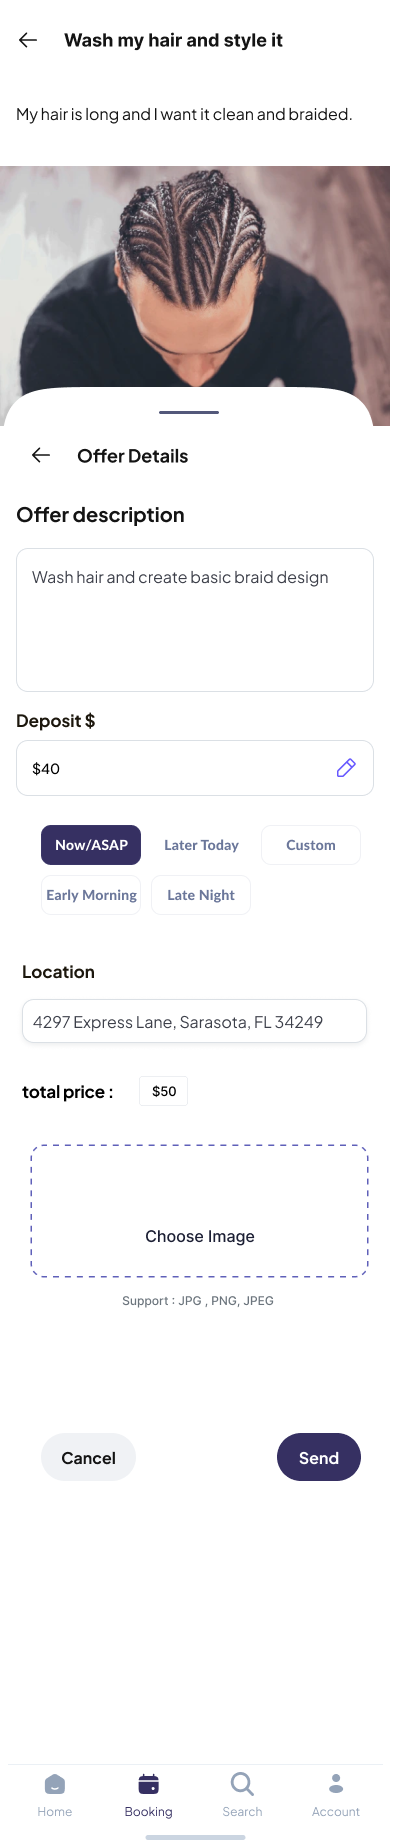 Wash my hair and style it
My hair is long and I want it clean and braided.
Offer Details
Offer description
Wash hair and create basic braid design
Deposit $
$40
Now/ASAP Later Today Custom
Early Morning Late Night
Location
4297 Express Lane, Sarasota, FL 34249
total price : $50
Choose Image
Support : JPG , PNG, JPEG
Cancel Send
Home Booking Search Account